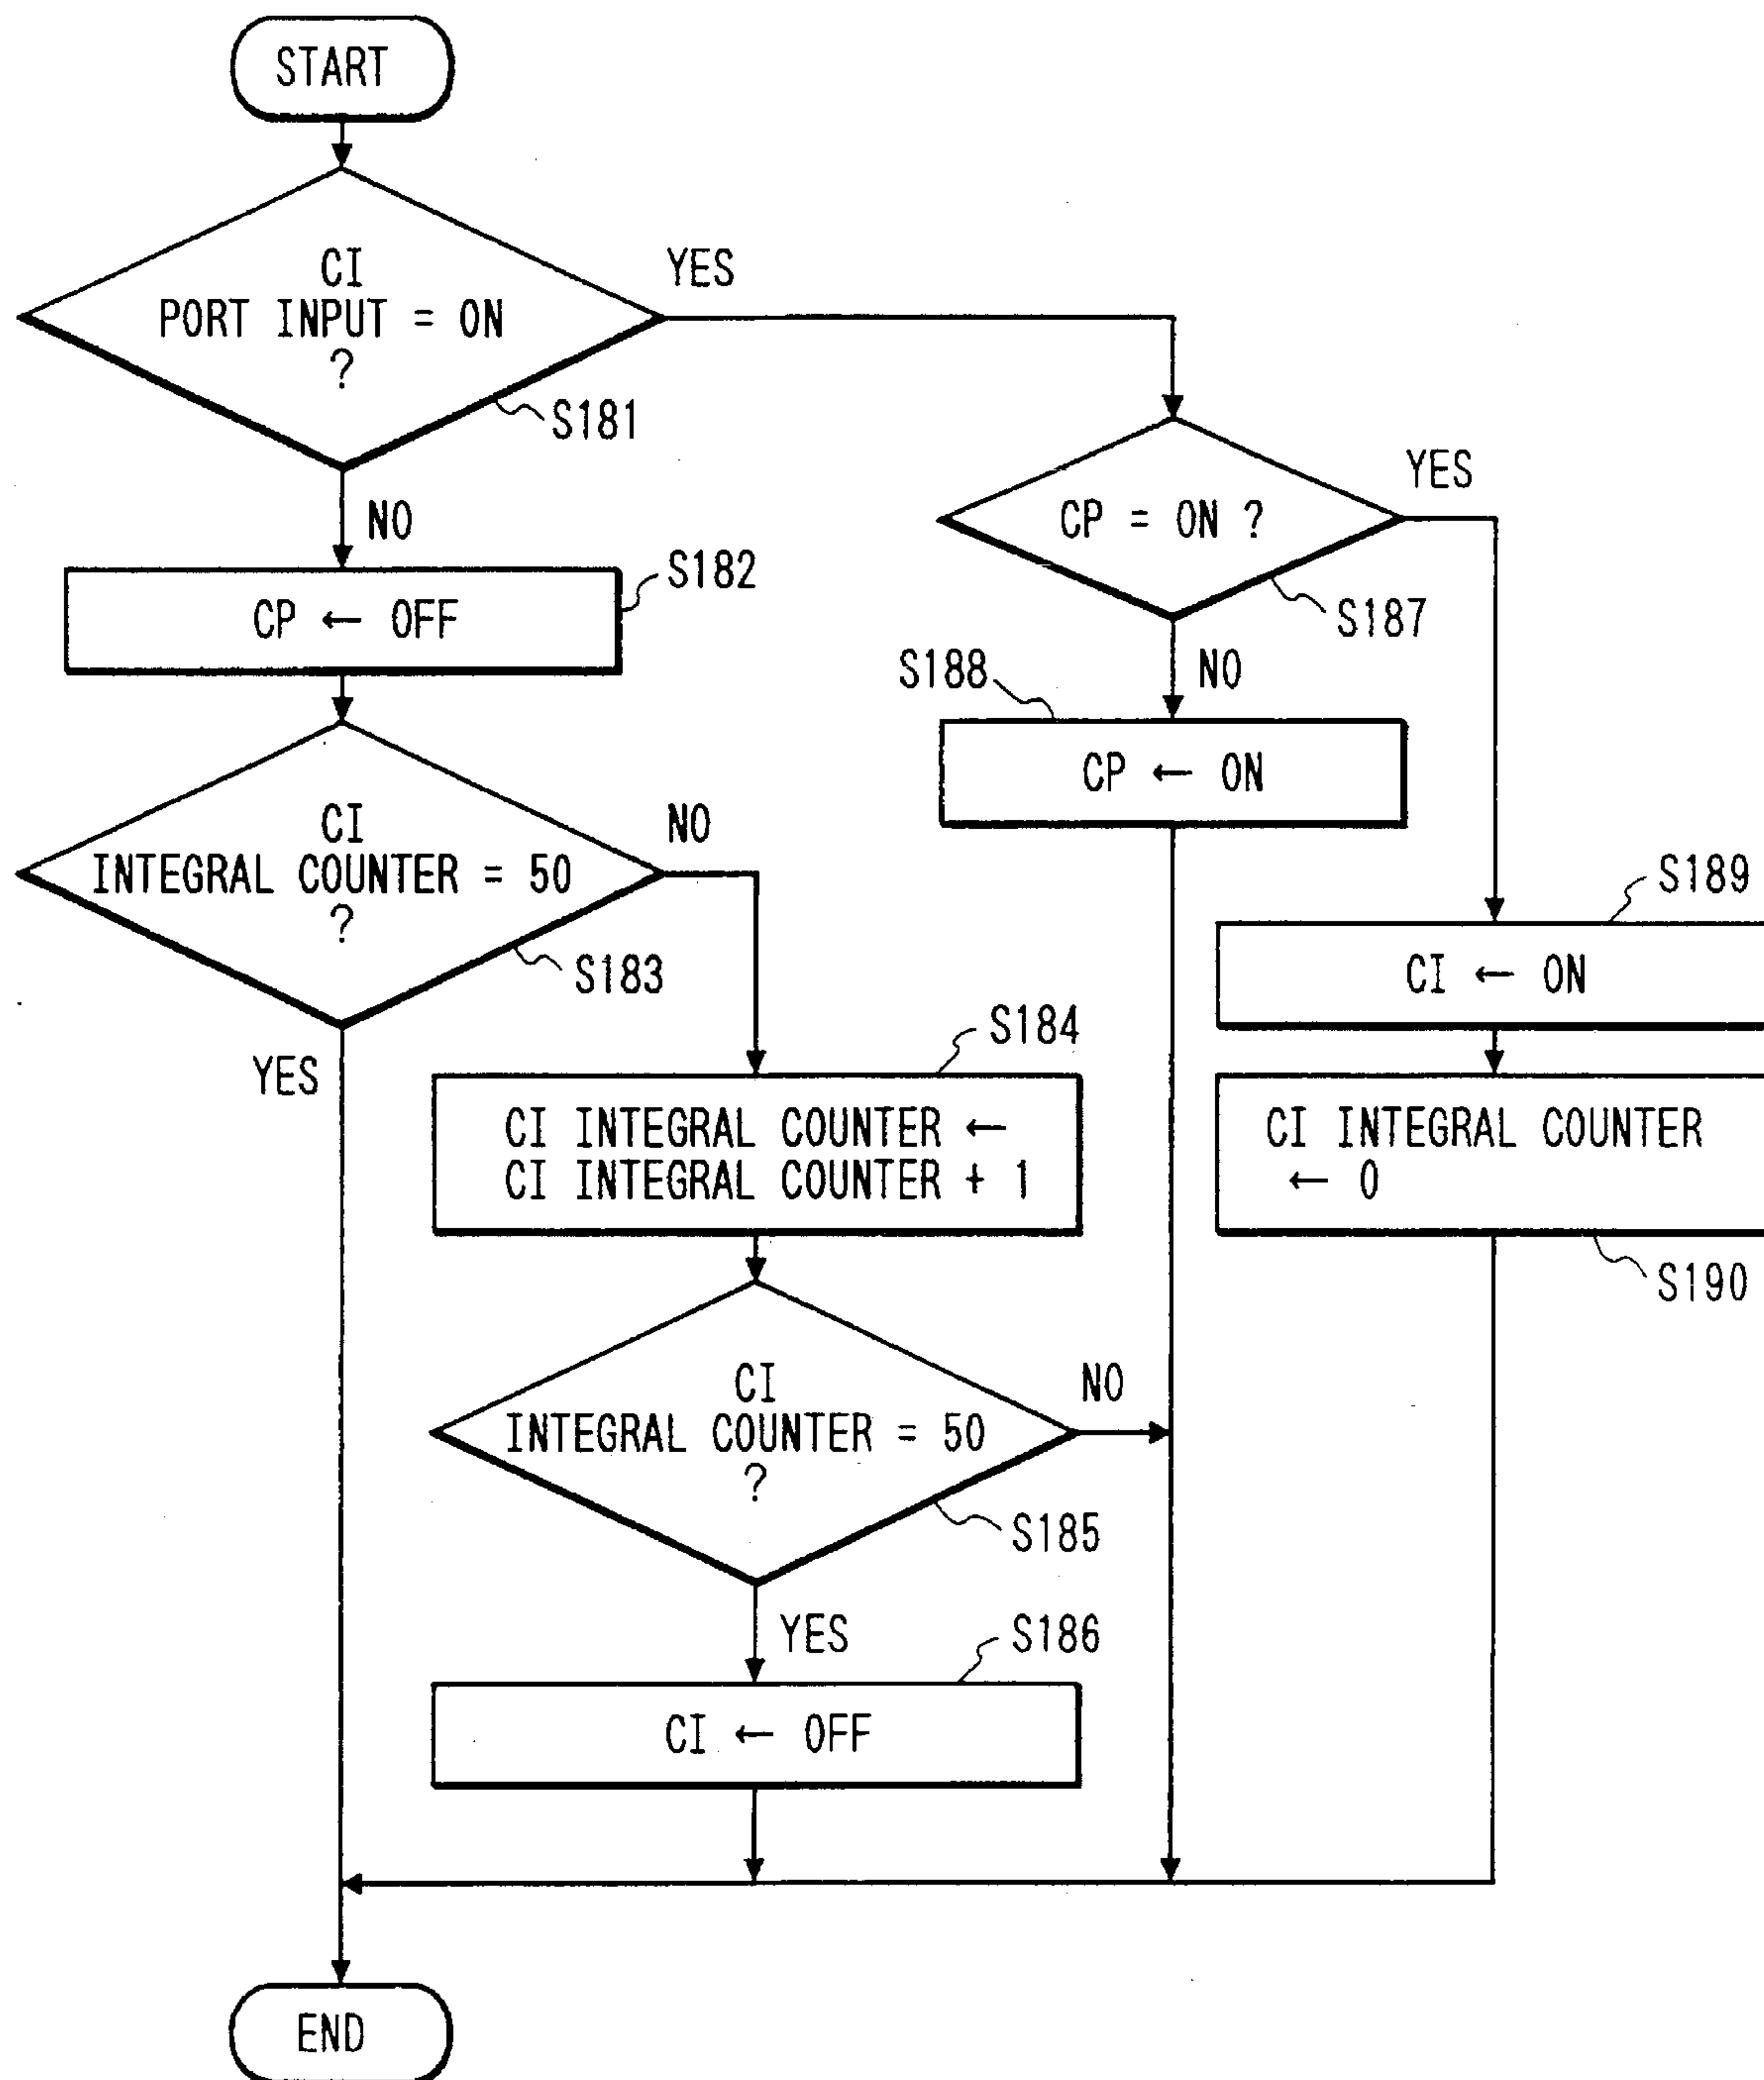 START
CI
PORT INPUT = ON
?
YES
S181
NO
CP ← OFF
S182
CP = ON ?
YES
S187
NO
S188
CP ← ON
CI
INTEGRAL COUNTER = 50
?
NO
S183
YES
S184
CI INTEGRAL COUNTER ←
CI INTEGRAL COUNTER + 1
S189
CI ← ON
CI INTEGRAL COUNTER
← 0
S190
CI
INTEGRAL COUNTER = 50
?
NO
S185
YES
S186
CI ← OFF
END